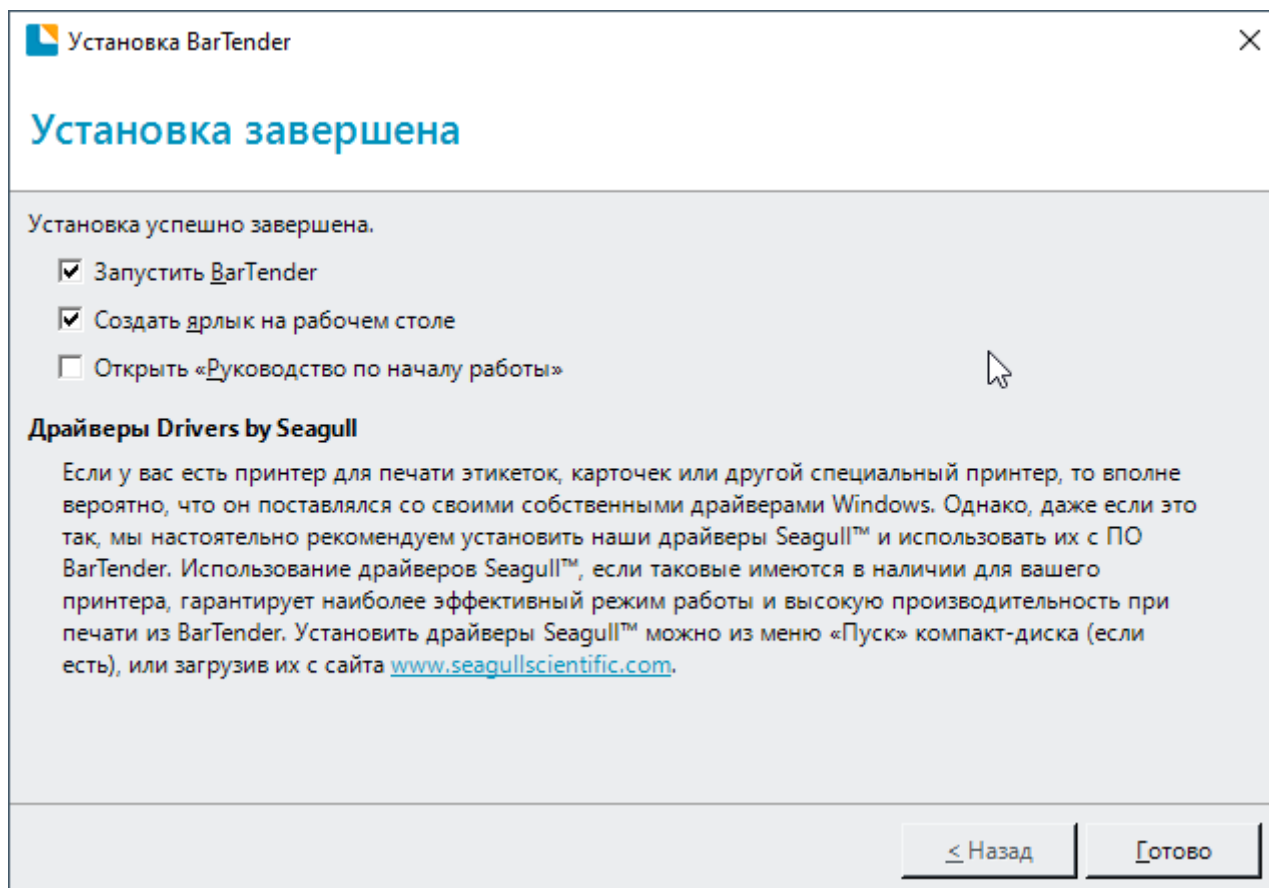 Установка BarTender
Установка завершена
Установка успешно завершена.
Запустить BarTender
Создать ярлык на рабочем столе
Открыть «Руководство по началу работы»
Драйверы Drivers by Seagull
Если у вас есть принтер для печати этикеток, карточек или другой специальный принтер, то вполне
вероятно, что он поставлялся со своими собственными драйверами Windows. Однако, даже если это
так, мы настоятельно рекомендуем установить наши драйверы Seagull™ и использовать их с ПО
BarTender. Использование драйверов Seagull™, если таковые имеются в наличии для вашего
принтера, гарантирует наиболее эффективный режим работы и высокую производительность при
печати из BarTender. Установить драйверы Seagull™ можно из меню «Пуск» компакт-диска (если
есть), или загрузив их с сайта www.seagullscientific.com.
< Назад
Готово